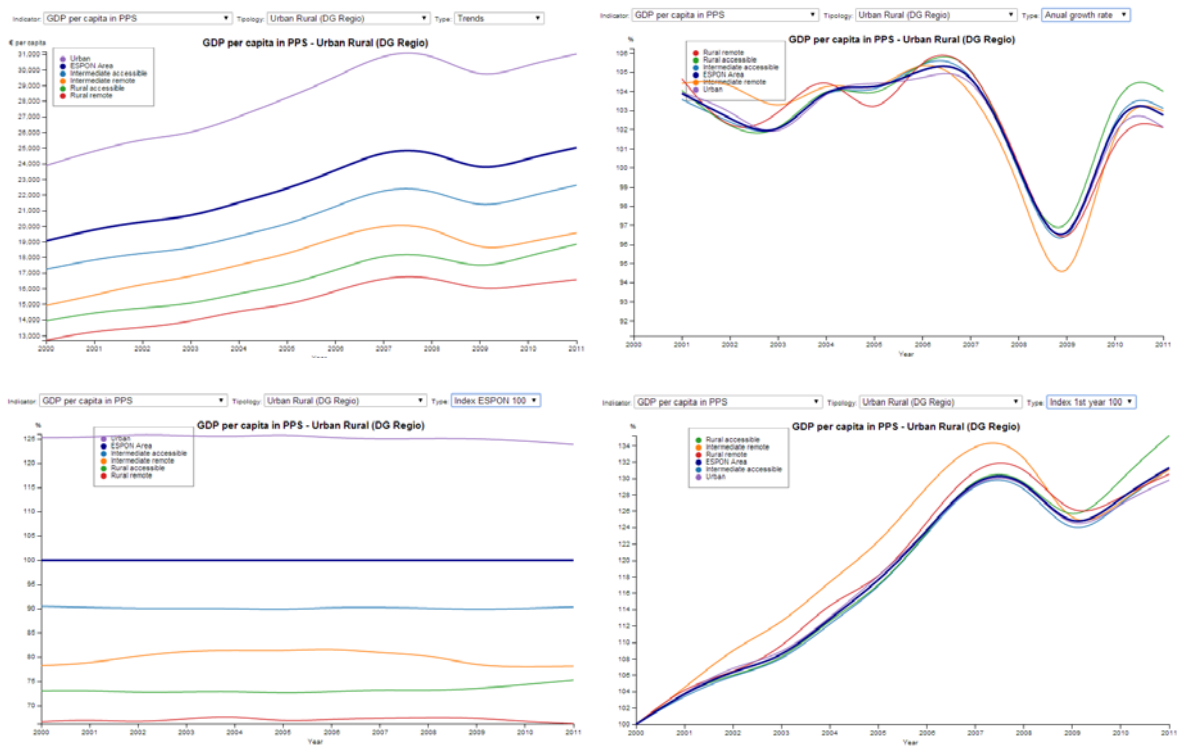 Indicator: GDP per capita in PPS Typology: Urban Rural (DG Regio) Type: Trends
GDP per capita in PPS - Urban Rural (DG Regio)
€ per capita
Urban
ESPON Area
Intermediate accessible
Intermediate remote
Rural accessible
Rural remote
31,000
30,000
29,000
28,000
27,000
26,000
25,000
24,000
23,000
22,000
21,000
20,000
19,000
18,000
17,000
16,000
15,000
14,000
13,000
2000 2001 2002 2003 2004 2005 2006 2007 2008 2009 2010 2011
Year
Indicator: GDP per capita in PPS Typology: Urban Rural (DG Regio) Type: Anual growth rate
GDP per capita in PPS - Urban Rural (DG Regio)
%
Rural remote
Rural accessible
Intermediate accessible
ESPON Area
Intermediate remote
Urban
106
105
104
103
102
101
100
99
98
97
96
95
94
93
92
2000 2001 2002 2003 2004 2005 2006 2007 2008 2009 2010 2011
Year
Indicator: GDP per capita in PPS Typology: Urban Rural (DG Regio) Type: Index ESPON 100
GDP per capita in PPS - Urban Rural (DG Regio)
%
Urban
ESPON Area
Intermediate accessible
Intermediate remote
Rural accessible
Rural remote
125
120
115
110
105
100
95
90
85
80
75
70
2000 2001 2002 2003 2004 2005 2006 2007 2008 2009 2010 2011
Year
Indicator: GDP per capita in PPS Typology: Urban Rural (DG Regio) Type: Index 1st year 100
GDP per capita in PPS - Urban Rural (DG Regio)
%
Rural accessible
Intermediate remote
Rural remote
ESPON Area
Intermediate accessible
Urban
134
132
130
128
126
124
122
120
118
116
114
112
110
108
106
104
102
100
2000 2001 2002 2003 2004 2005 2006 2007 2008 2009 2010 2011
Year